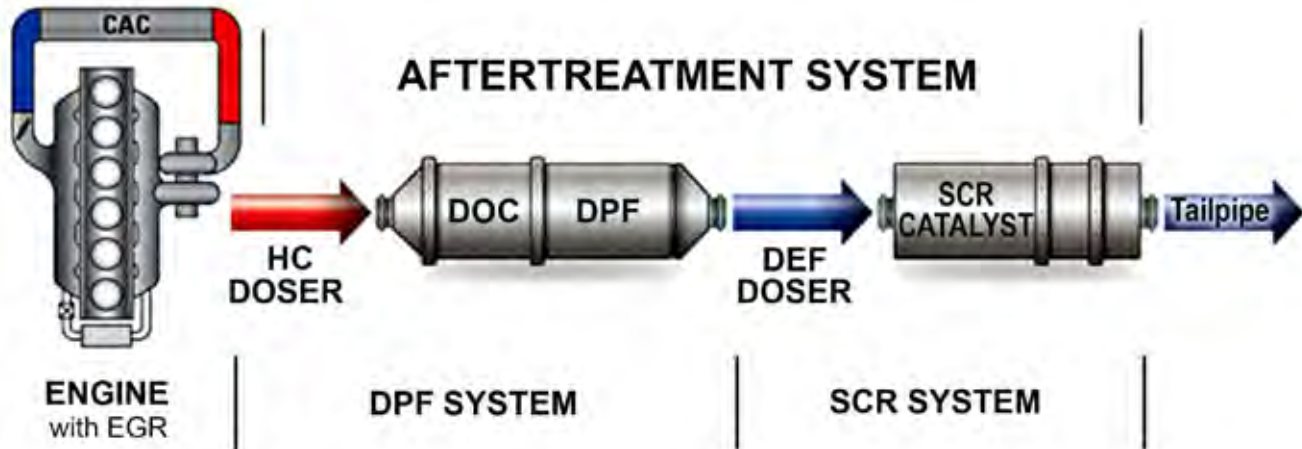 CAC
AFTERTREATMENT SYSTEM
DOC
DPF
SCR
CATALYST
Tailpipe
HC
DOSER
DEF
DOSER
ENGINE
with EGR
DPF SYSTEM
SCR SYSTEM